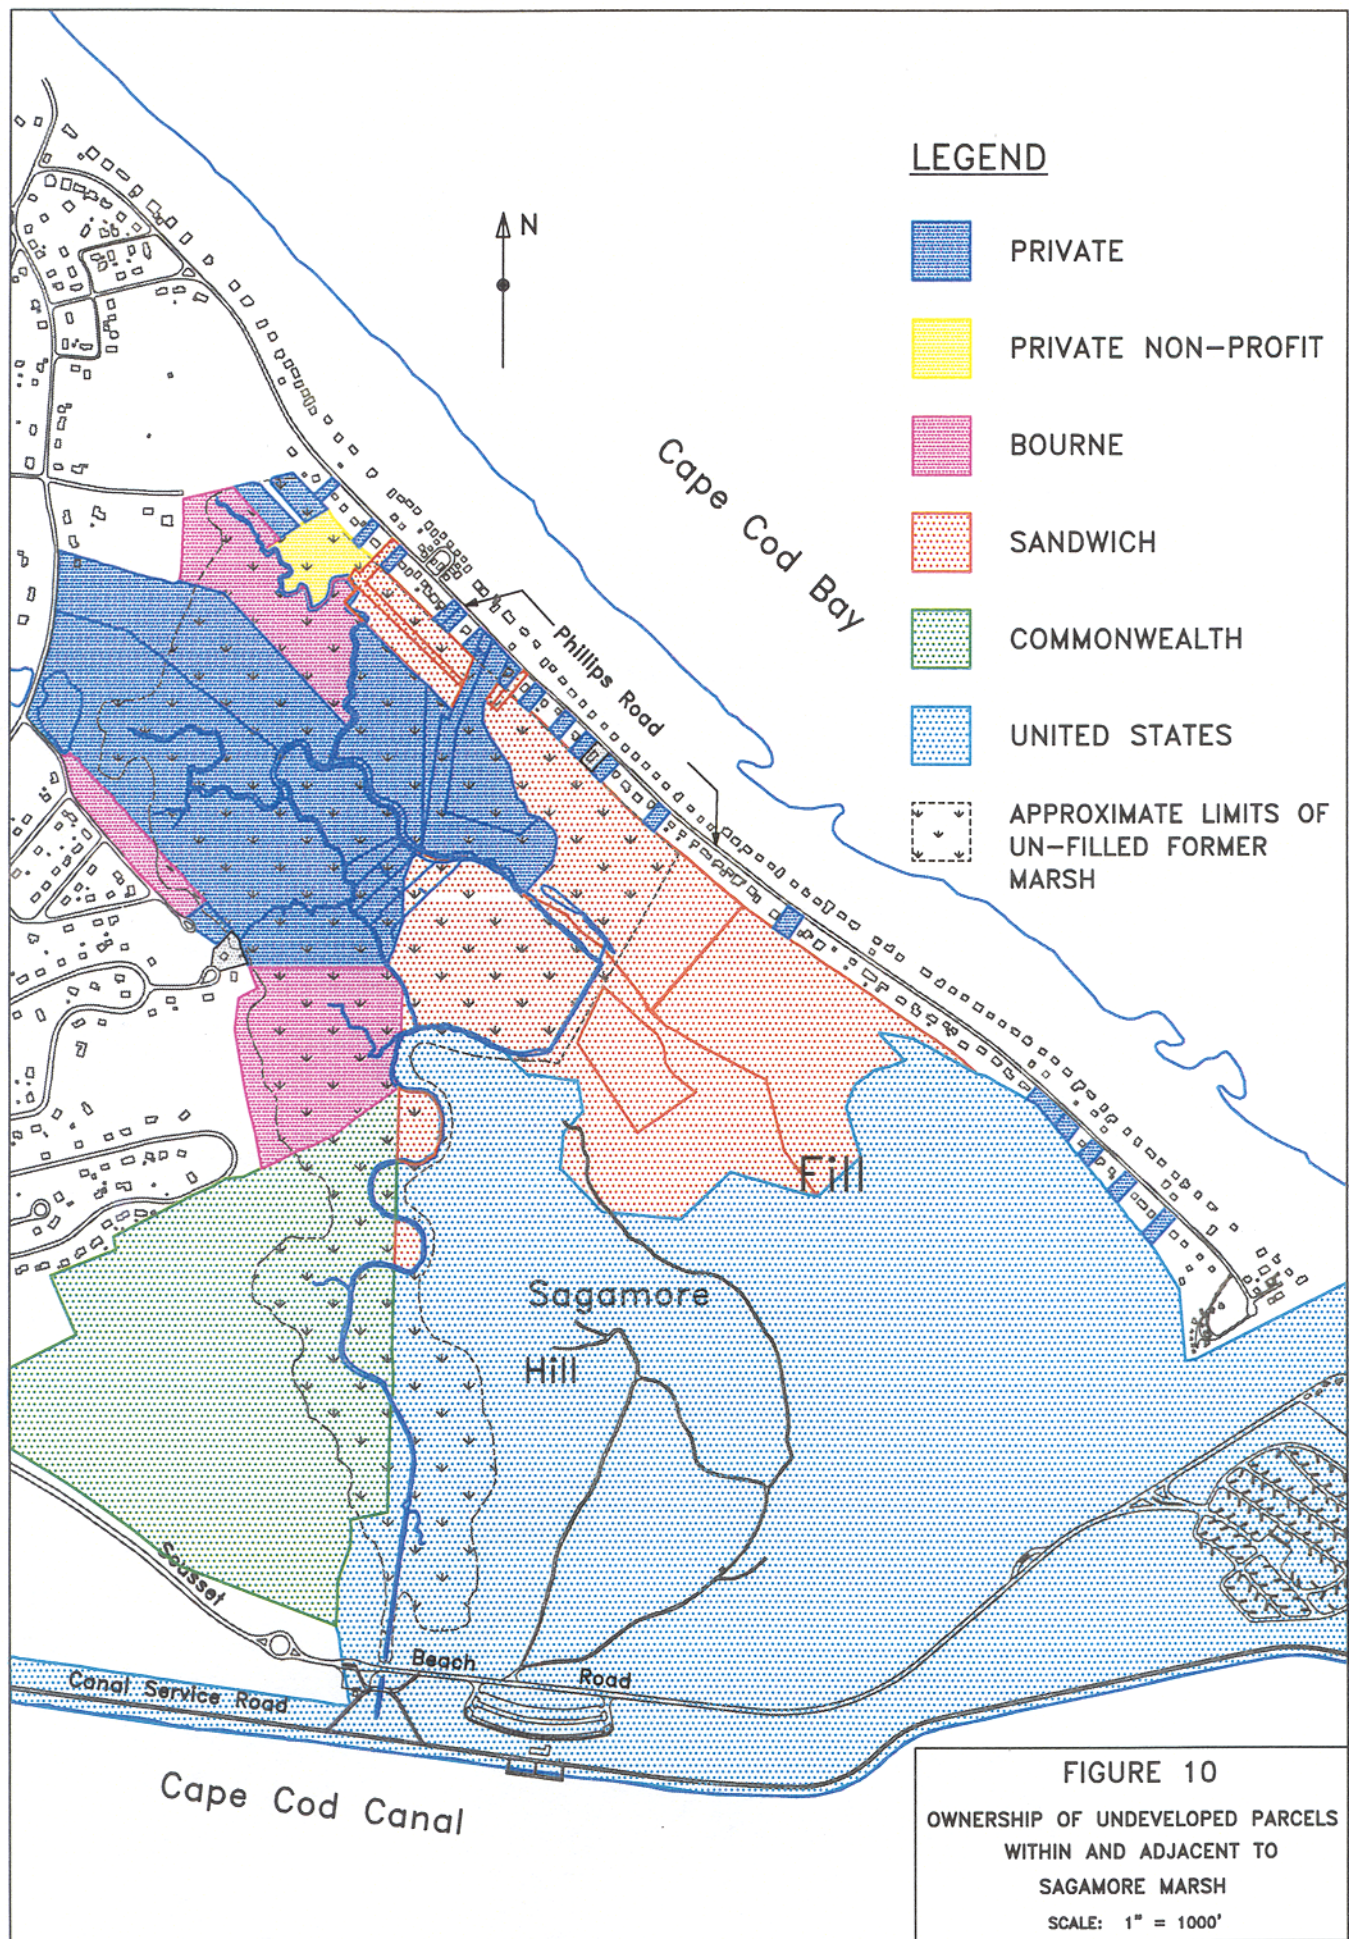 LEGEND
N
PRIVATE
PRIVATE NON-PROFIT
BOURNE
SANDWICH
COMMONWEALTH
UNITED STATES
APPROXIMATE LIMITS OF
UN-FILLED FORMER
MARSH
Cape Cod Bay
Phillips Road
Fill
Sagamore
Hill
Sousset
Beach
Road
Canal Service Road
Cape Cod Canal
FIGURE 10
OWNERSHIP OF UNDEVELOPED PARCELS
WITHIN AND ADJACENT TO
SAGAMORE MARSH
SCALE: 1" = 1000'